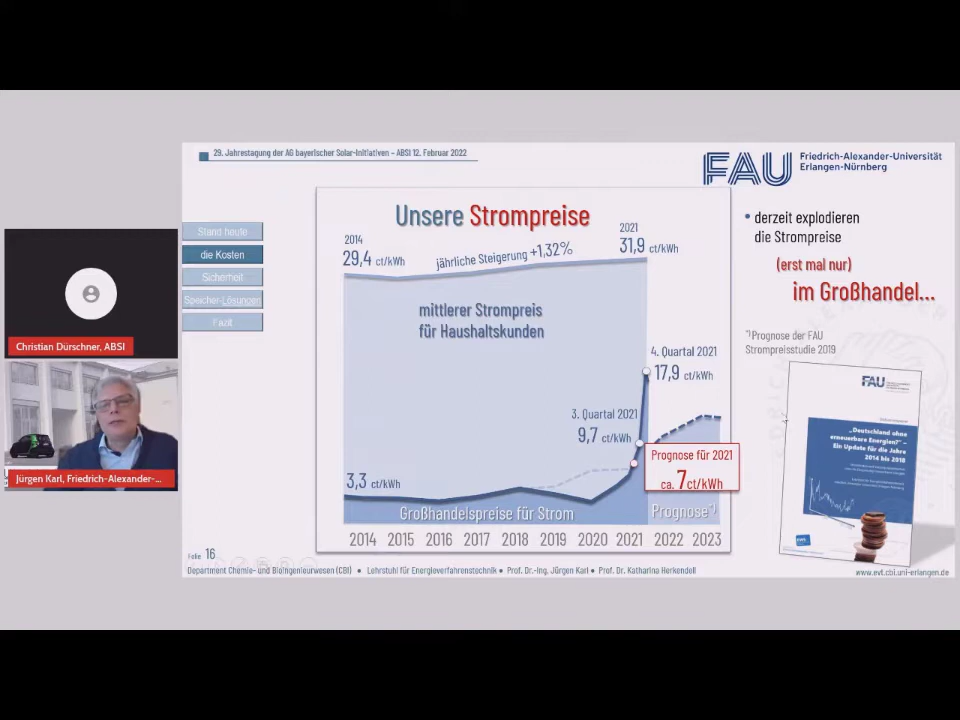 29. Jahrestagung der AG bayerischer Solar-Initiativen – ABSI 12. Februar 2022
FAU Friedrich-Alexander-Universität
Erlangen-Nürnberg
Stand heute
die Kosten
Sicherheit
Speicher-Lösungen
Fazit
Christian Dürschner, ABSI
Jürgen Karl, Friedrich-Alexander-...
Unsere Strompreise
2014
29,4 ct/kWh
jährliche Steigerung +1,32%
2021
31,9 ct/kWh
mittlerer Strompreis
für Haushaltskunden
4. Quartal 2021
17,9 ct/kWh
3. Quartal 2021
9,7 ct/kWh
Prognose für 2021
ca. 7 ct/kWh
3,3 ct/kWh
Großhandelspreise für Strom
Prognose*)
2014 2015 2016 2017 2018 2019 2020 2021 2022 2023
• derzeit explodieren
die Strompreise
(erst mal nur)
im Großhandel...
*) Prognose der FAU
Strompreisstudie 2019
FAU
„Deutschland ohne
erneuerbare Energien?" –
Ein Update für die Jahre
2014 bis 2018
Folie 16
Department Chemie- und Bioingenieurwesen (CBI) • Lehrstuhl für Energieverfahrenstechnik • Prof. Dr.-Ing. Jürgen Karl • Prof. Dr. Katharina Herkendell
www.evt.cbi.uni-erlangen.de